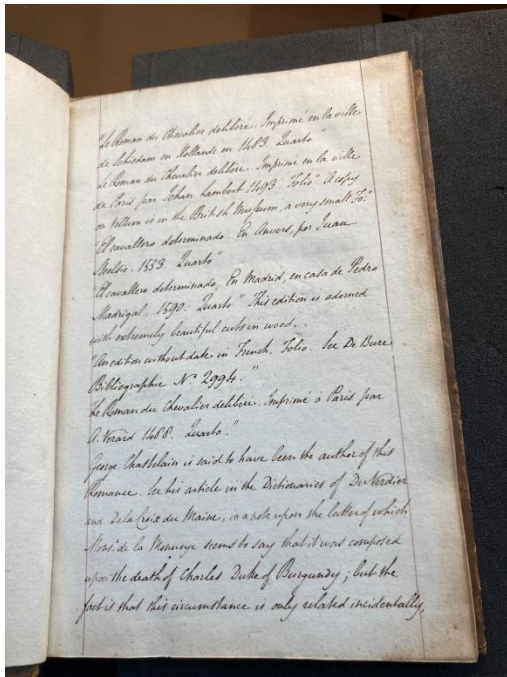 "Le Roman du Chevalier delibere. Imprimé en la ville
de Schiedam en Hollande en 1483. Quarto"
Le Roman du Chevalier delibere. Imprimé en la ville
de Paris par Jehan Lambert 1493. Folio" A copy
on Vellum is in the British Museum, a very small Fo:"
"El cavallero determinado. En Anvers, por Juan
Steelsio. 1553. Quarto"
"El cavallero determinado, En Madrid, en casa de Pedro
Madrigal. 1590. Quarto" This edition is adorned
with extremely beautiful cuts in wood.
"An edition without date in French. Folio. See De Bure
Bibliographie No. 2994."
Le Roman du Chevalier delibere. Imprimé à Paris par
A. Verard 1488. Quarto."
George Chastelain is said to have been the author of this
Romance. See his article in the Dictionaries of Du Verdier
and De la Croix du Maine, in a note upon the latter of which
Monsr. de la Monnoye seems to say that it was composed
upon the death of Charles Duke of Burgundy; but the
fact is that this circumstance is only related incidentally,